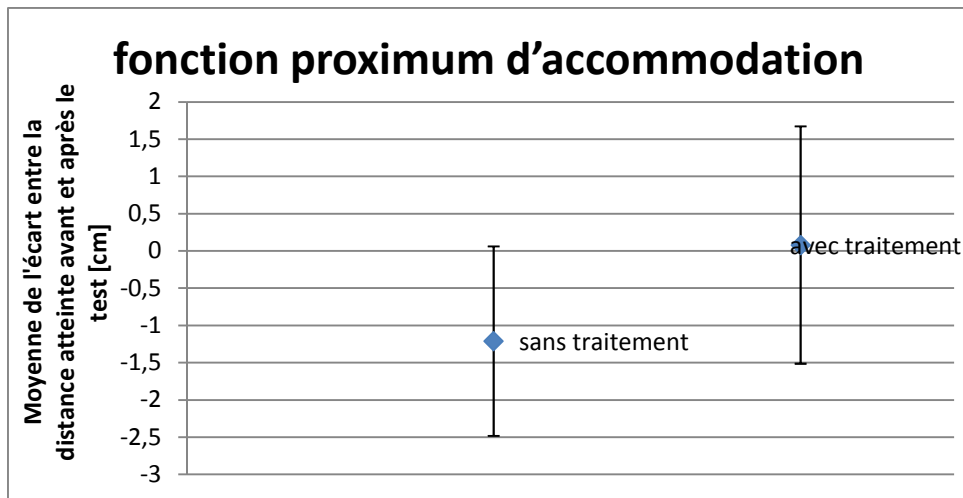 fonction proximum d’accommodation
Moyenne de l'écart entre la
distance atteinte avant et après le
test [cm]
2
1,5
1
0,5
0
-0,5
-1
-1,5
-2
-2,5
-3
avec traitement
sans traitement